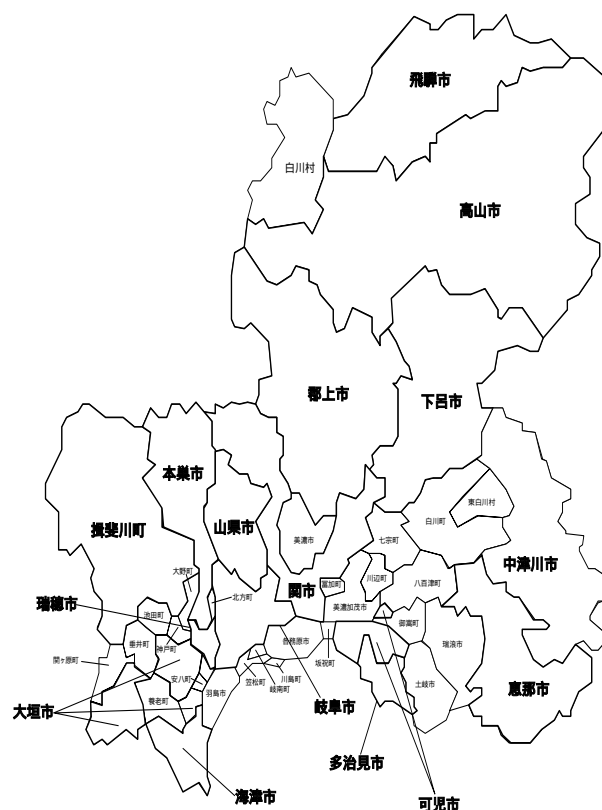 飛騨市
白川村
高山市
郡上市
下呂市
本巣市
東白川村
揖斐川町
山県市
白川町
美濃市
七宗町
中津川市
大野町
関市
富加町
川辺町
八百津町
瑞穂市
北方町
池田町
美濃加茂市
御嵩町
垂井町
神戸町
各務原市
瑞浪市
関ヶ原町
坂祝町
安八町
羽島市
笠松町
川島町
土岐市
恵那市
岐南町
養老町
大垣市
岐阜市
多治見市
海津市
可児市